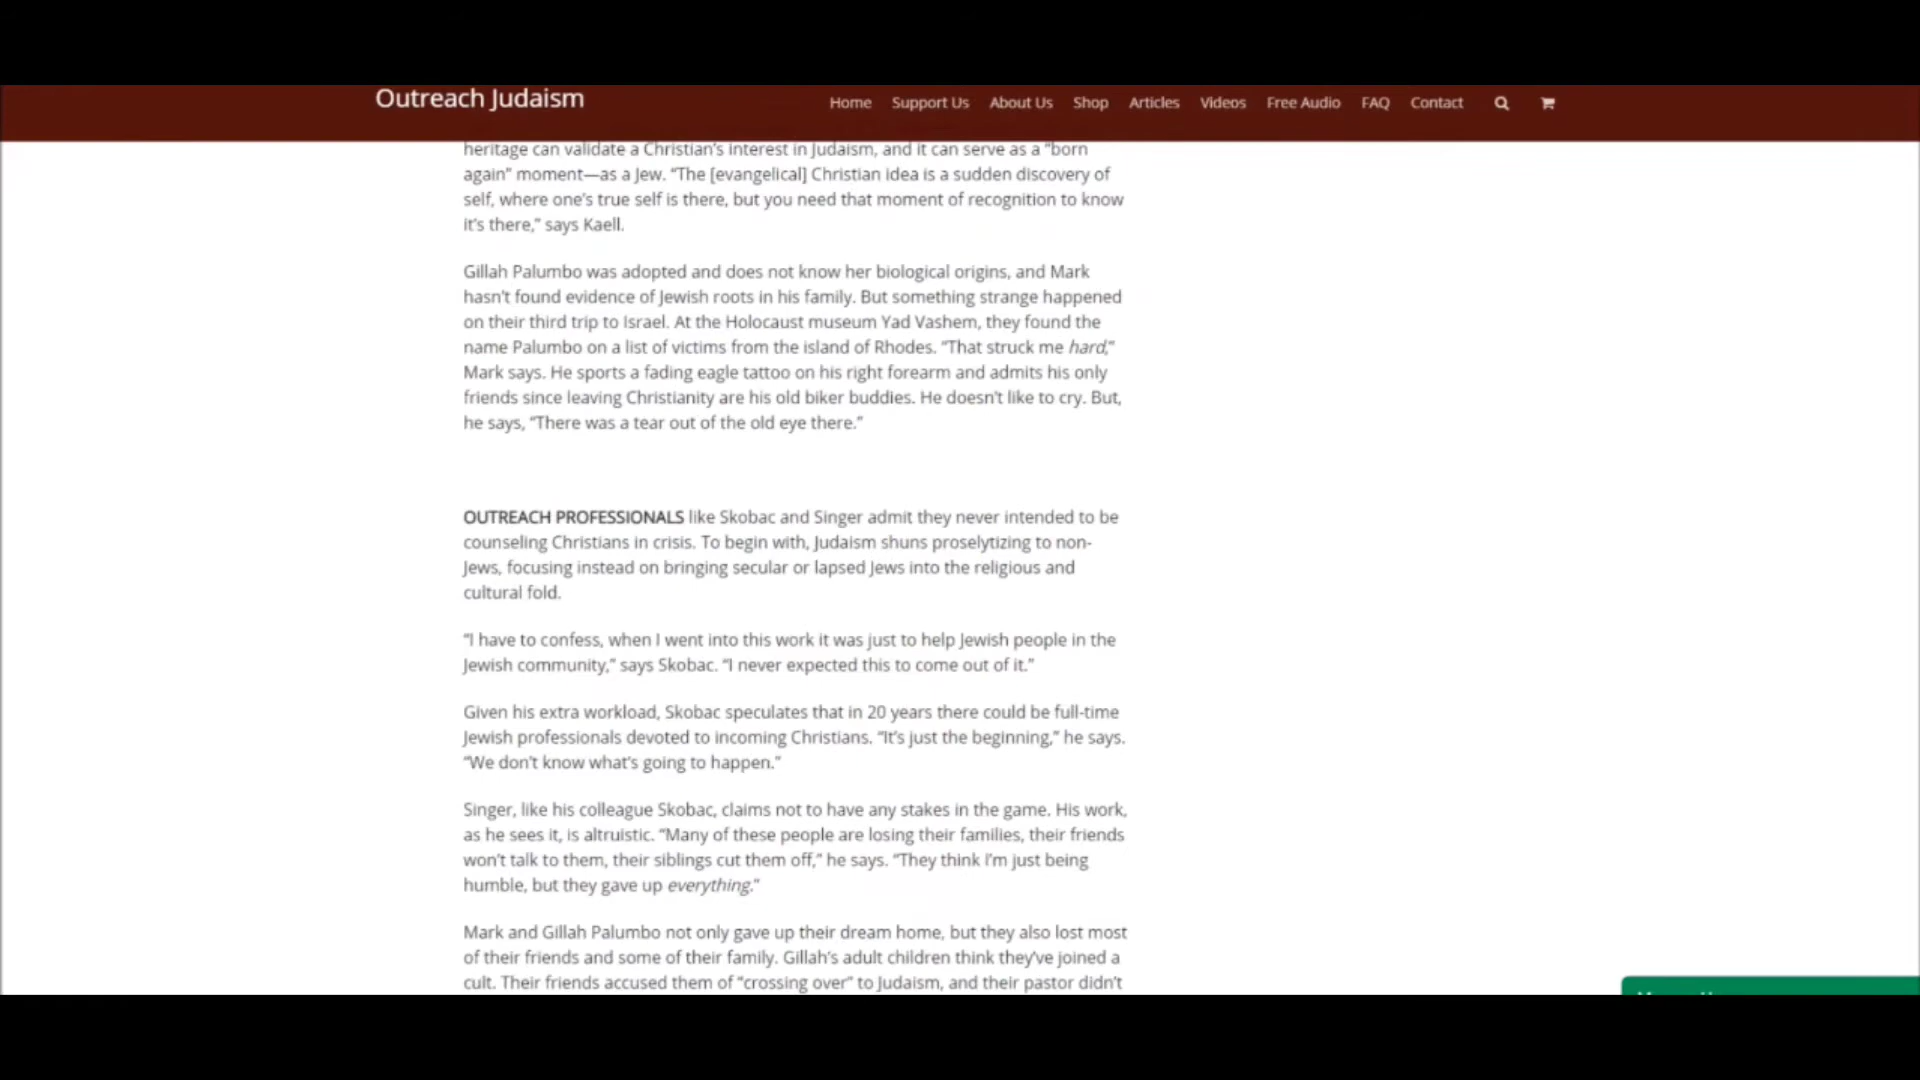 Outreach Judaism
Home Support Us About Us Shop Articles Videos Free Audio FAQ Contact
heritage can validate a Christian’s interest in Judaism, and it can serve as a “born
again” moment—as a Jew. “The [evangelical] Christian idea is a sudden discovery of
self, where one’s true self is there, but you need that moment of recognition to know
it’s there,” says Kaell.
Gillah Palumbo was adopted and does not know her biological origins, and Mark
hasn’t found evidence of Jewish roots in his family. But something strange happened
on their third trip to Israel. At the Holocaust museum Yad Vashem, they found the
name Palumbo on a list of victims from the island of Rhodes. “That struck me hard,”
Mark says. He sports a fading eagle tattoo on his right forearm and admits his only
friends since leaving Christianity are his old biker buddies. He doesn’t like to cry. But,
he says, “There was a tear out of the old eye there.”
OUTREACH PROFESSIONALS like Skobac and Singer admit they never intended to be
counseling Christians in crisis. To begin with, Judaism shuns proselytizing to non-
Jews, focusing instead on bringing secular or lapsed Jews into the religious and
cultural fold.
“I have to confess, when I went into this work it was just to help Jewish people in the
Jewish community,” says Skobac. “I never expected this to come out of it.”
Given his extra workload, Skobac speculates that in 20 years there could be full-time
Jewish professionals devoted to incoming Christians. “It’s just the beginning,” he says.
“We don’t know what’s going to happen.”
Singer, like his colleague Skobac, claims not to have any stakes in the game. His work,
as he sees it, is altruistic. “Many of these people are losing their families, their friends
won’t talk to them, their siblings cut them off,” he says. “They think I’m just being
humble, but they gave up everything.”
Mark and Gillah Palumbo not only gave up their dream home, but they also lost most
of their friends and some of their family. Gillah’s adult children think they’ve joined a
cult. Their friends accused them of “crossing over” to Judaism, and their pastor didn’t